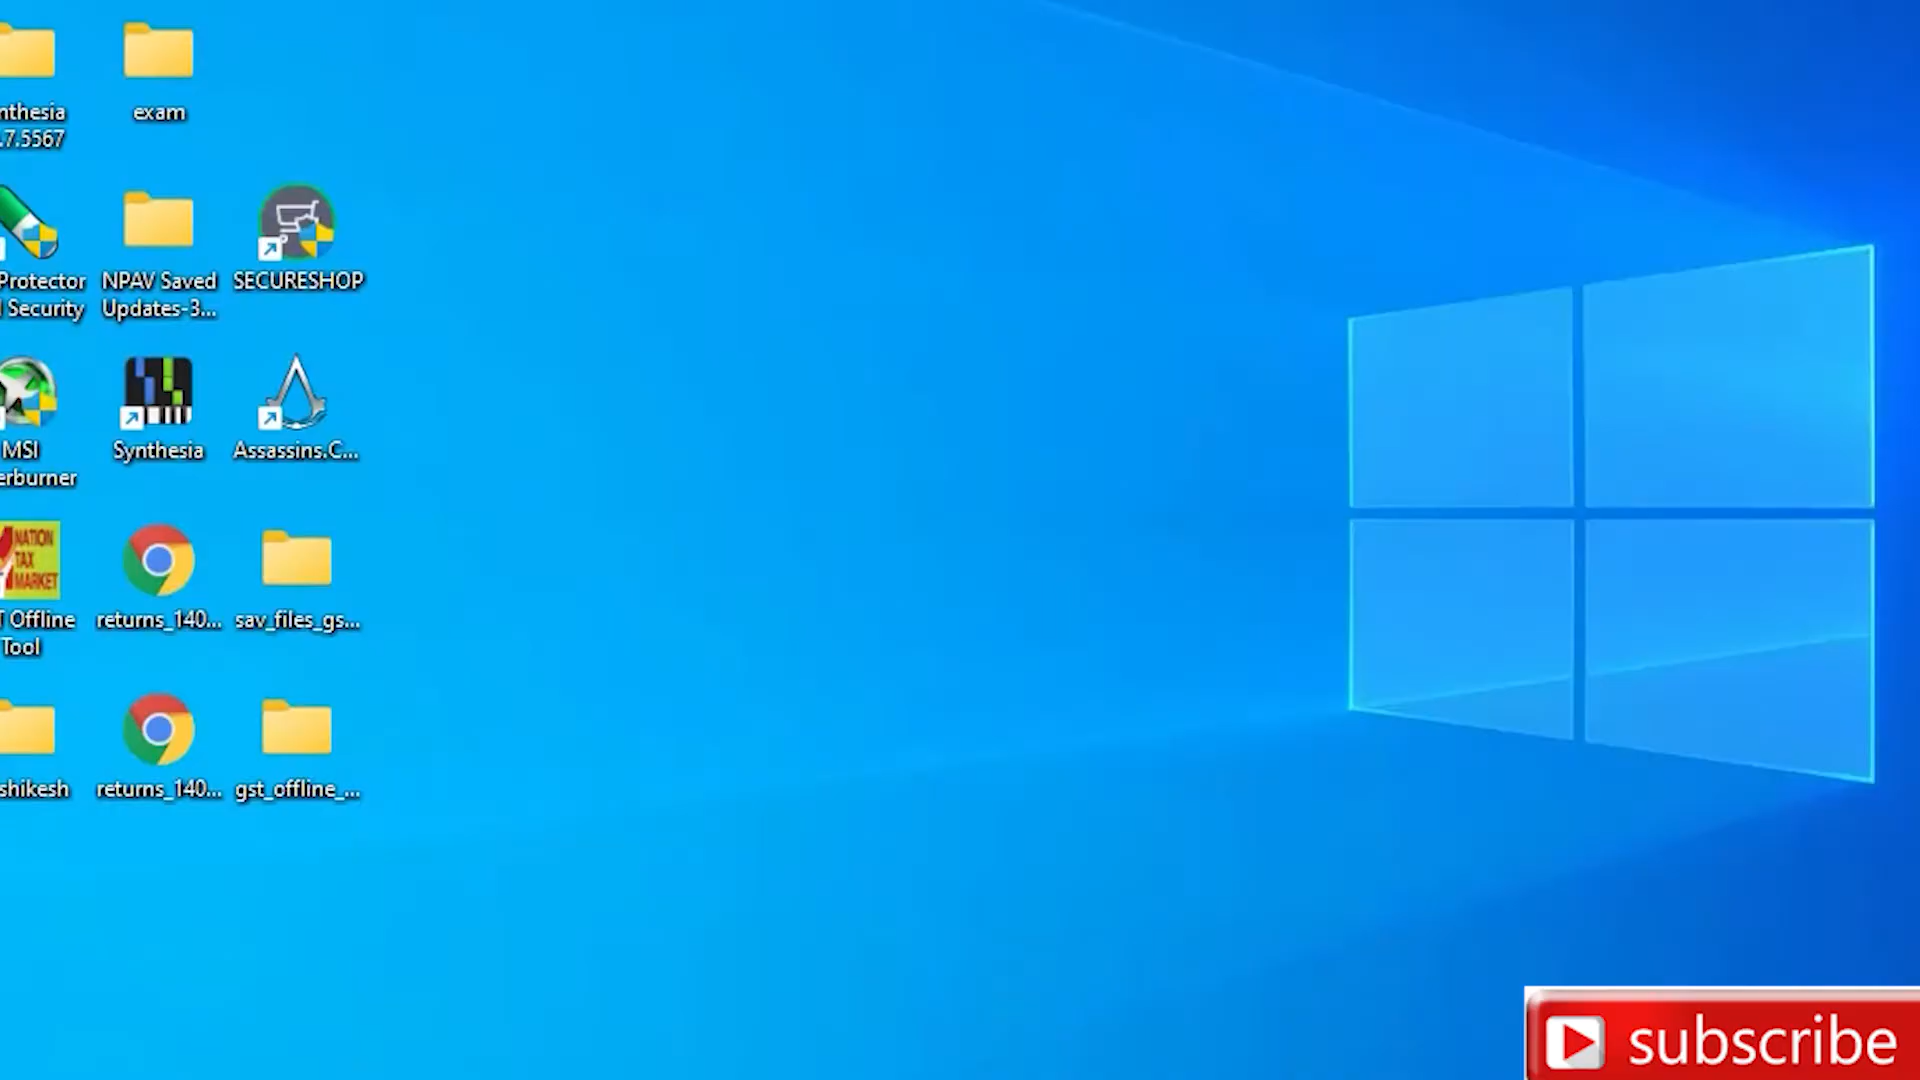 nthesia
.7.5567
exam
Protector
l Security
NPAV Saved
Updates-3...
SECURESHOP
MSI
erburner
Synthesia
Assassins.C...
NATION
TAX
MARKET
T Offline
Tool
returns_140...
sav_files_gs...
shikesh
returns_140...
gst_offline_...
subscribe